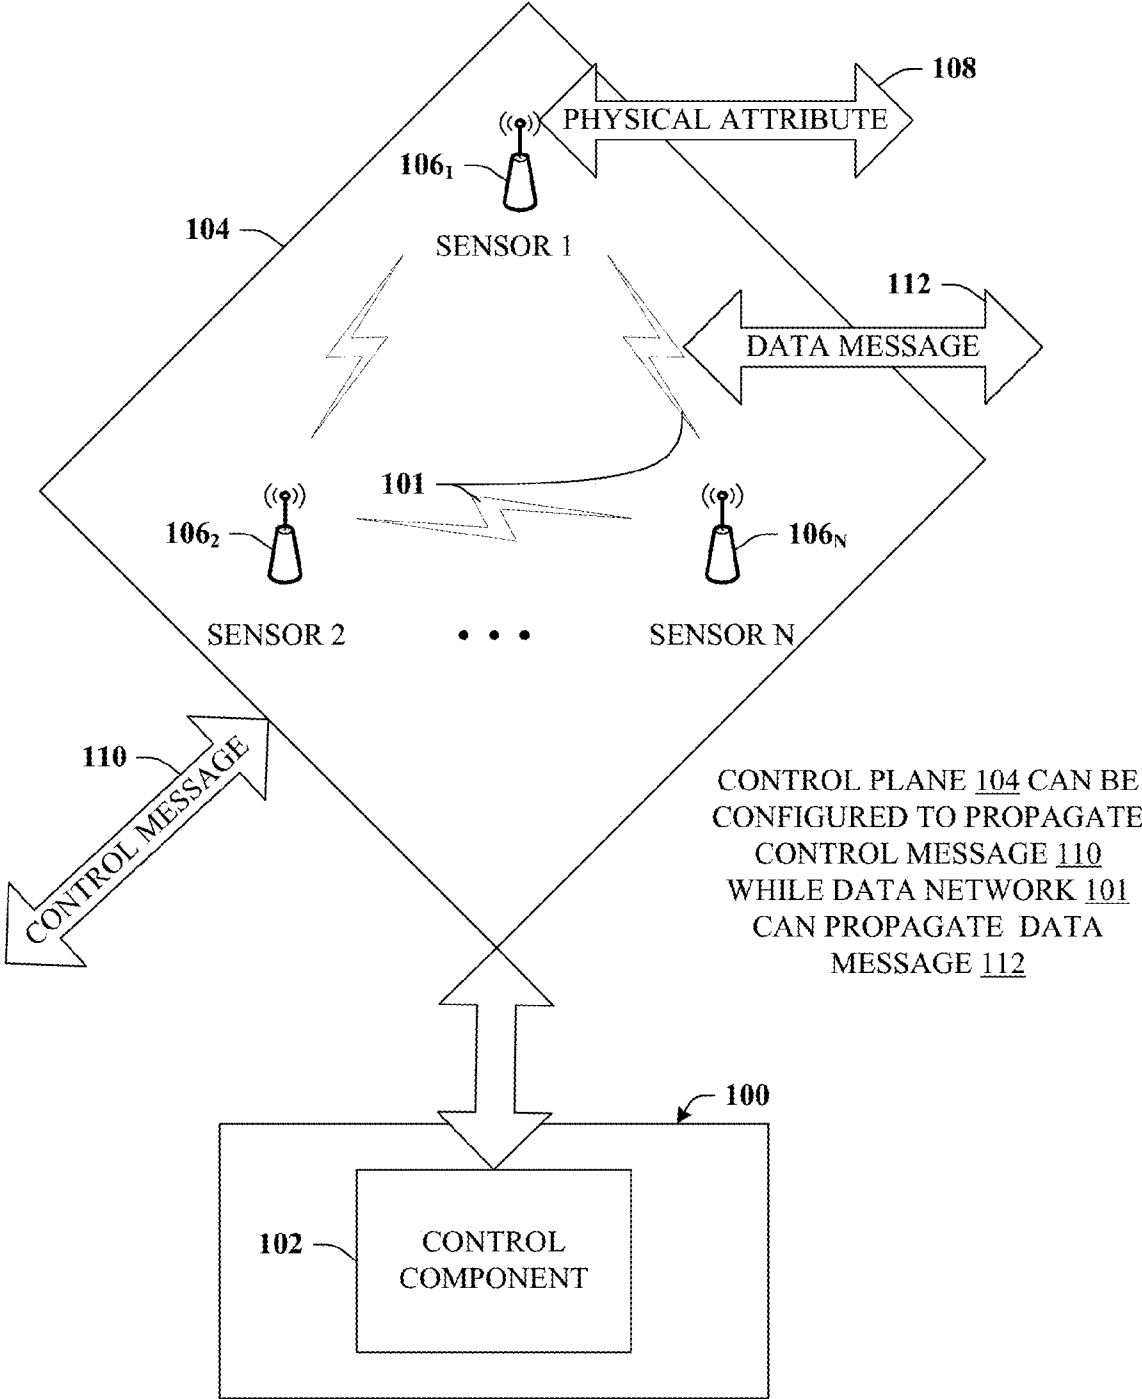 108
PHYSICAL ATTRIBUTE
106₁
104
SENSOR 1
112
DATA MESSAGE
101
106₂
106ₙ
SENSOR 2
• • •
SENSOR N
110
CONTROL MESSAGE
CONTROL PLANE 104 CAN BE
CONFIGURED TO PROPAGATE
CONTROL MESSAGE 110
WHILE DATA NETWORK 101
CAN PROPAGATE DATA
MESSAGE 112
100
102
CONTROL
COMPONENT